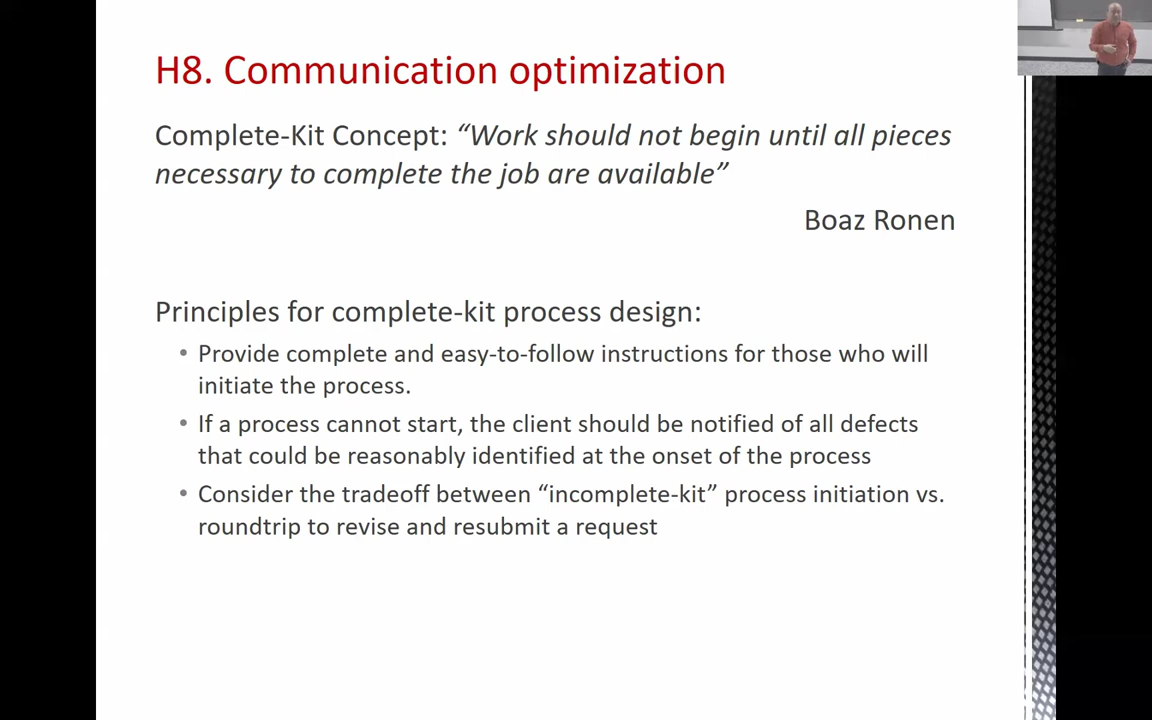 H8. Communication optimization
Complete-Kit Concept: “Work should not begin until all pieces
necessary to complete the job are available”
Boaz Ronen
Principles for complete-kit process design:
• Provide complete and easy-to-follow instructions for those who will
initiate the process.
• If a process cannot start, the client should be notified of all defects
that could be reasonably identified at the onset of the process
• Consider the tradeoff between “incomplete-kit” process initiation vs.
roundtrip to revise and resubmit a request